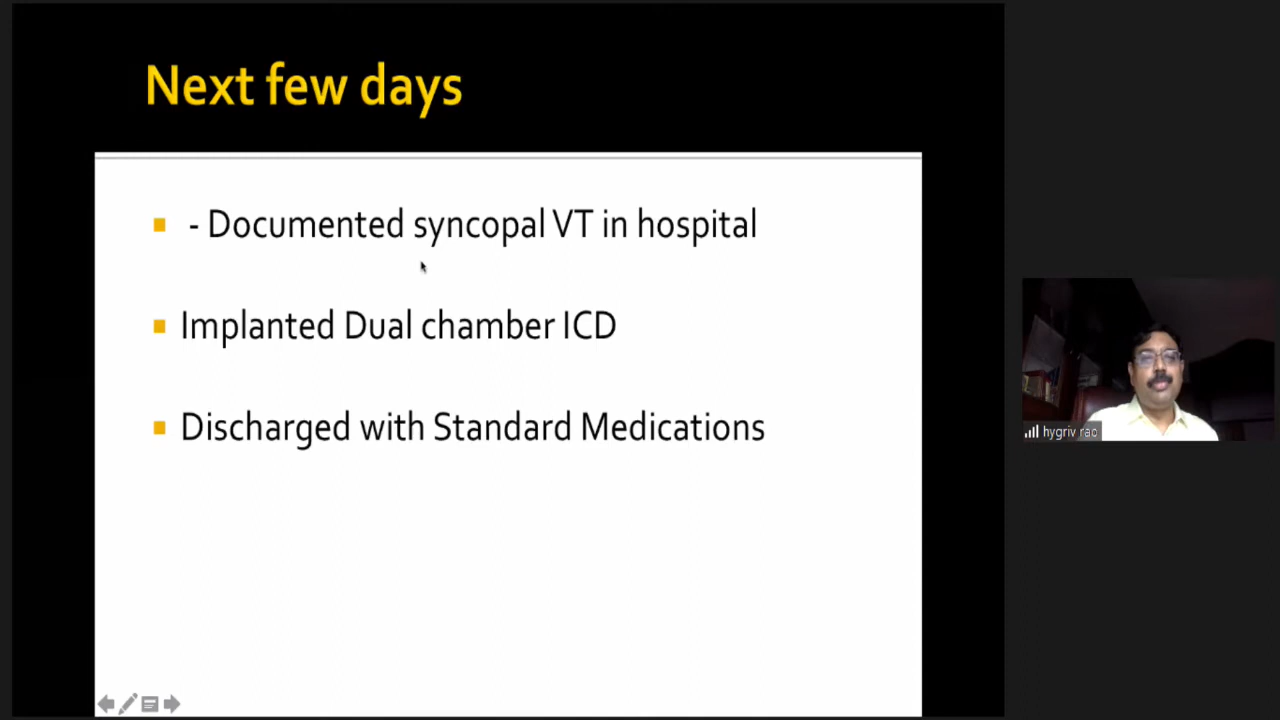 Next few days
- Documented syncopal VT in hospital
Implanted Dual chamber ICD
Discharged with Standard Medications
hygriv rao